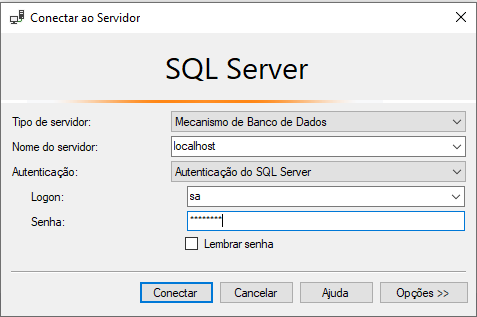 Conectar ao Servidor
SQL Server
Tipo de servidor: Mecanismo de Banco de Dados
Nome do servidor: localhost
Autenticação: Autenticação do SQL Server
Logon: sa
Senha: ********
Lembrar senha
Conectar Cancelar Ajuda Opções >>